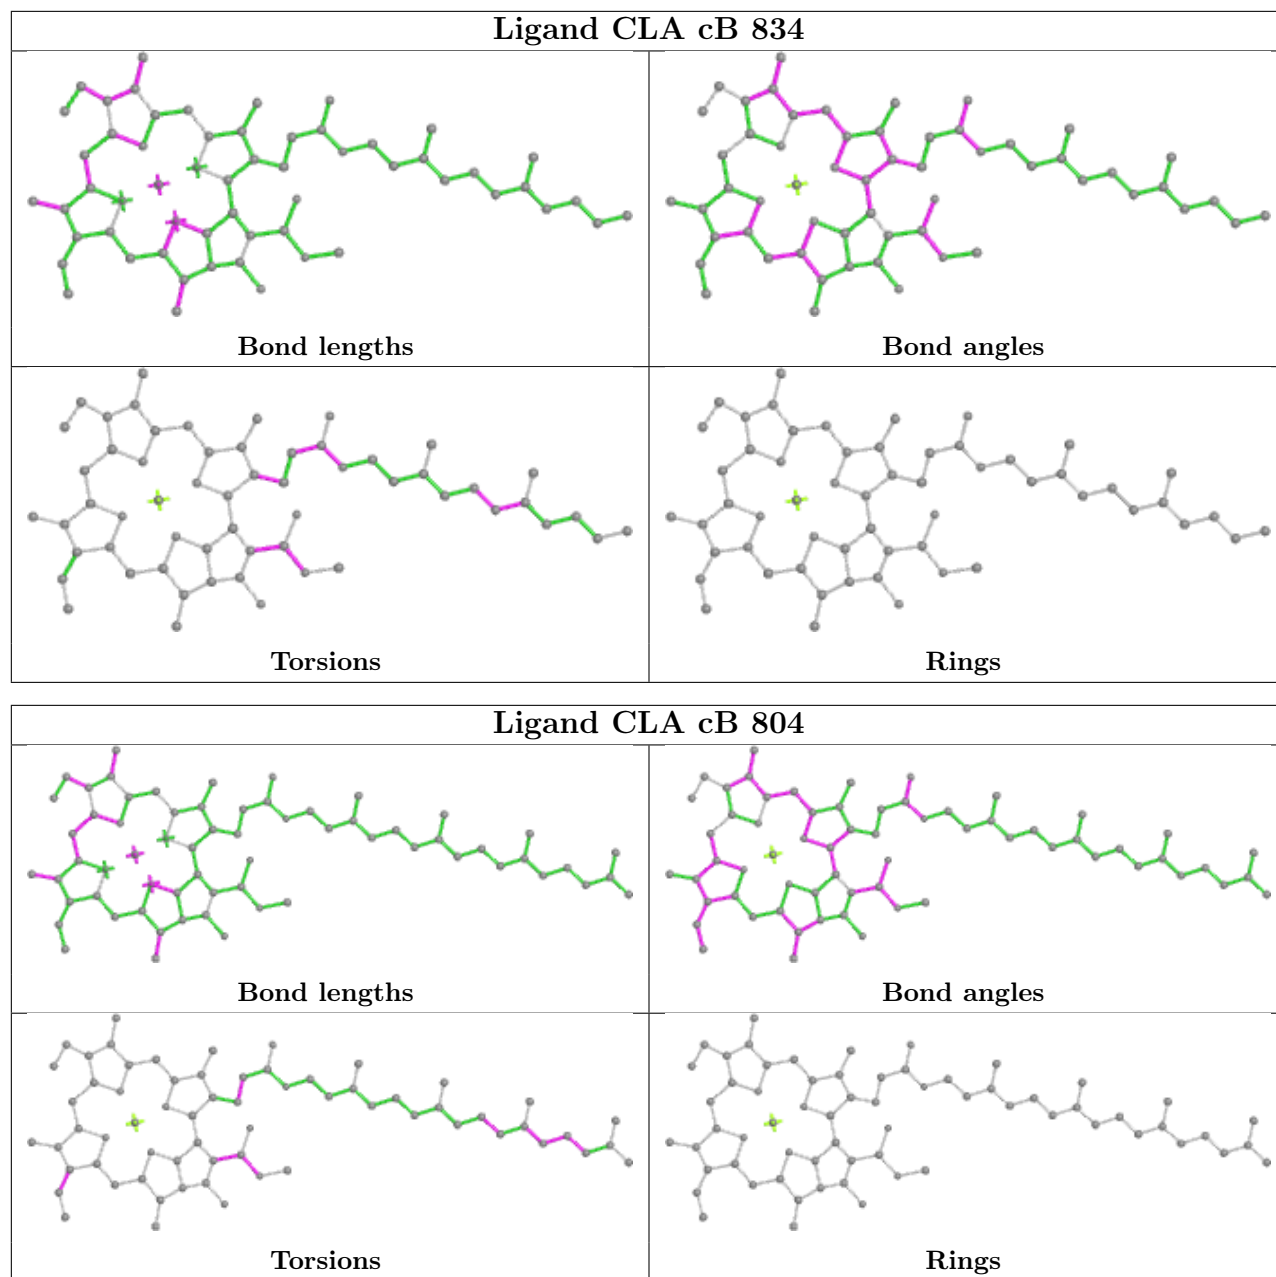 Ligand CLA cB 834
Bond lengths
Bond angles
Torsions
Rings
Ligand CLA cB 804
Bond lengths
Bond angles
Torsions
Rings